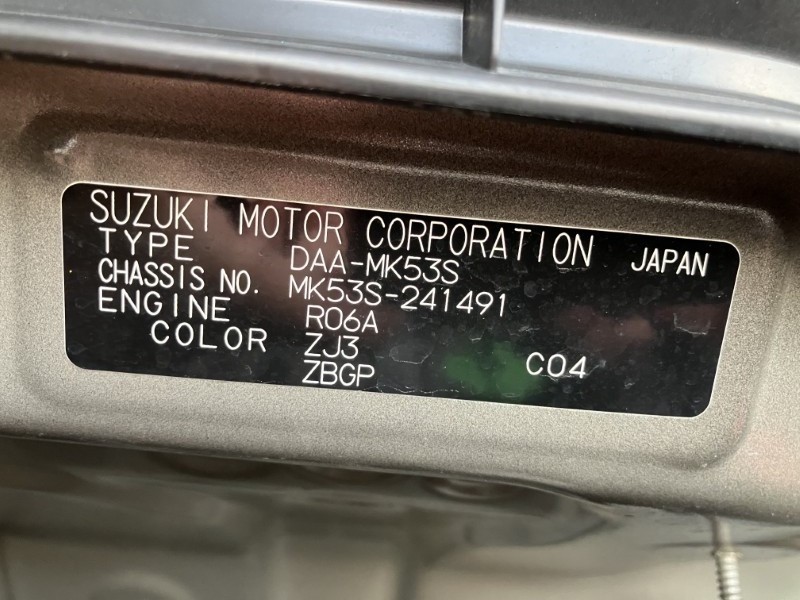 SUZUKI MOTOR CORPORATION JAPAN
TYPE DAA-MK53S
CHASSIS NO. MK53S-241491
ENGINE R06A
COLOR ZJ3 C04
ZBGP